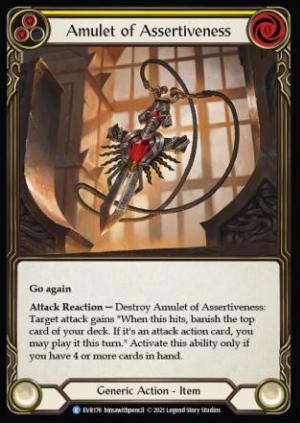 Amulet of Assertiveness
Go again
Attack Reaction — Destroy Amulet of Assertiveness:
Target attack gains "When this hits, banish the top
card of your deck. If it's an attack action card, you
may play it this turn." Activate this ability only if
you have 4 or more cards in hand.
Generic Action - Item
R EVR176 bimawithpencil © 2021 Legend Story Studios